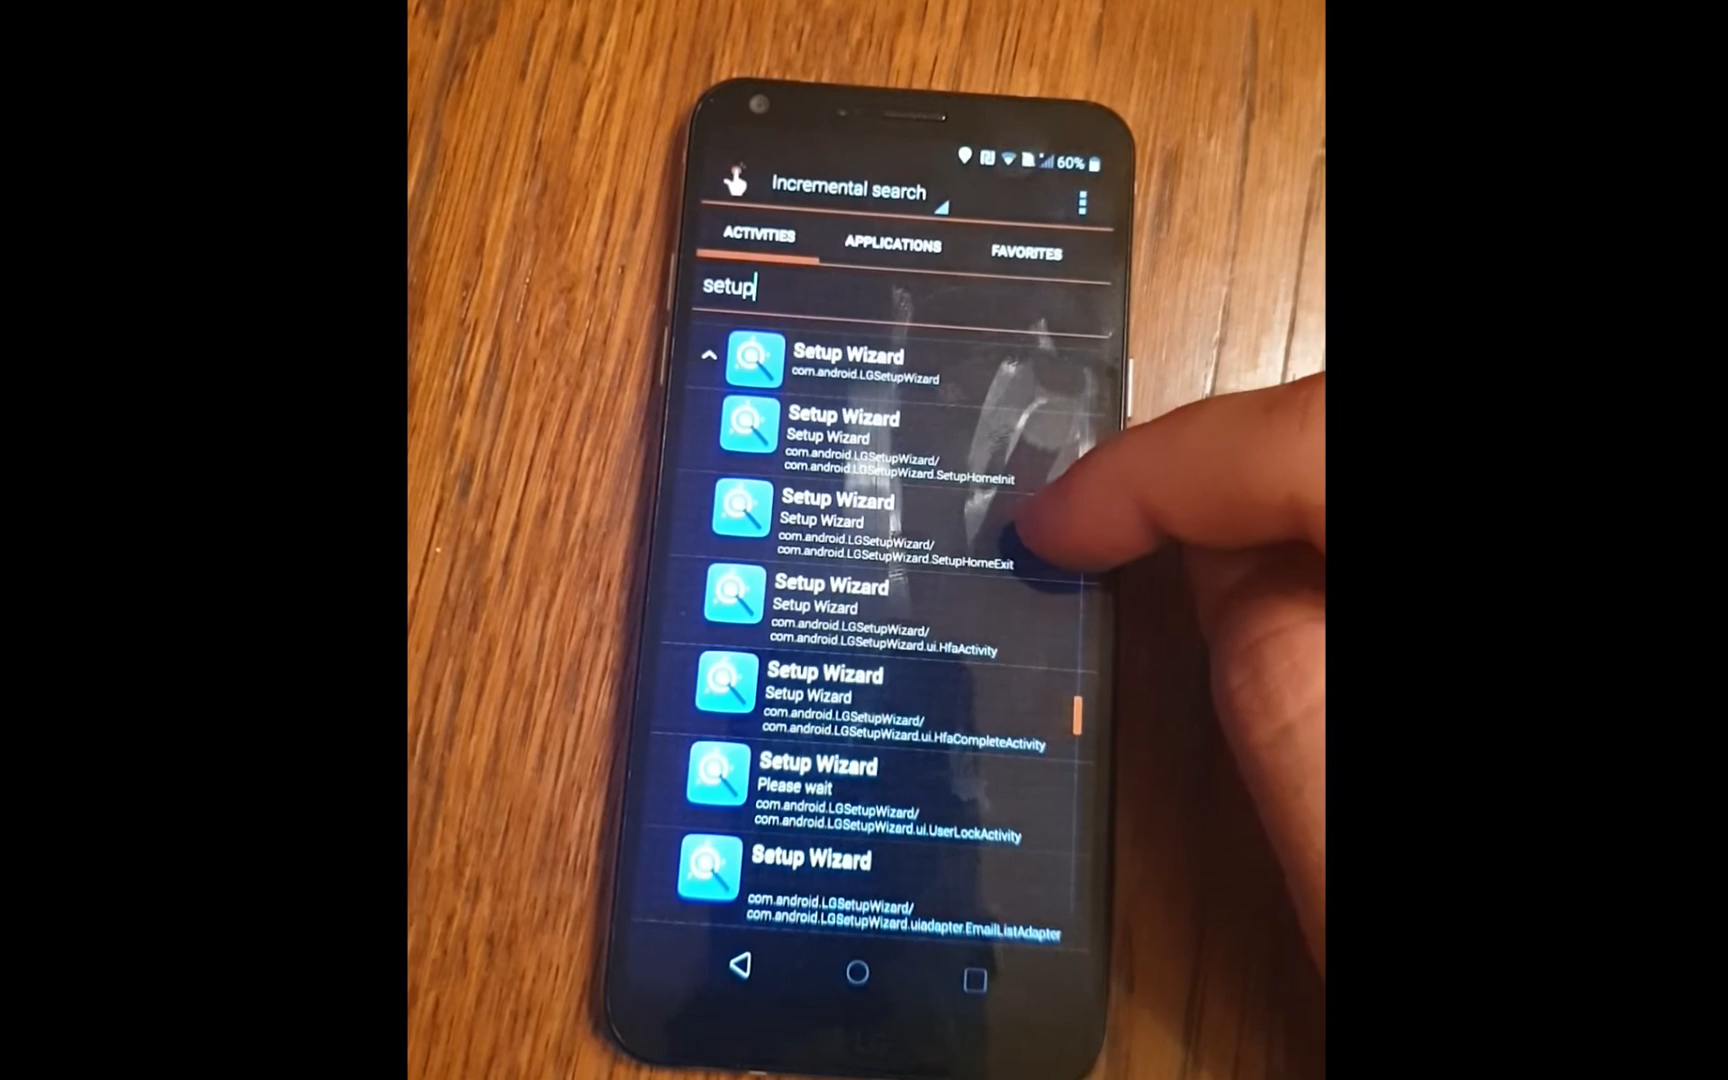 60%
Incremental search
ACTIVITIES APPLICATIONS FAVORITES
setup
Setup Wizard
com.android.LGSetupWizard
Setup Wizard
Setup Wizard
com.android.LGSetupWizard/
com.android.LGSetupWizard.SetupHomeInit
Setup Wizard
Setup Wizard
com.android.LGSetupWizard/
com.android.LGSetupWizard.SetupHomeExit
Setup Wizard
Setup Wizard
com.android.LGSetupWizard/
com.android.LGSetupWizard.ui.HfaActivity
Setup Wizard
Setup Wizard
com.android.LGSetupWizard/
com.android.LGSetupWizard.ui.HfaCompleteActivity
Setup Wizard
Please wait
com.android.LGSetupWizard/
com.android.LGSetupWizard.ui.UserLockActivity
Setup Wizard
com.android.LGSetupWizard/
com.android.LGSetupWizard.uiadapter.EmailListAdapter